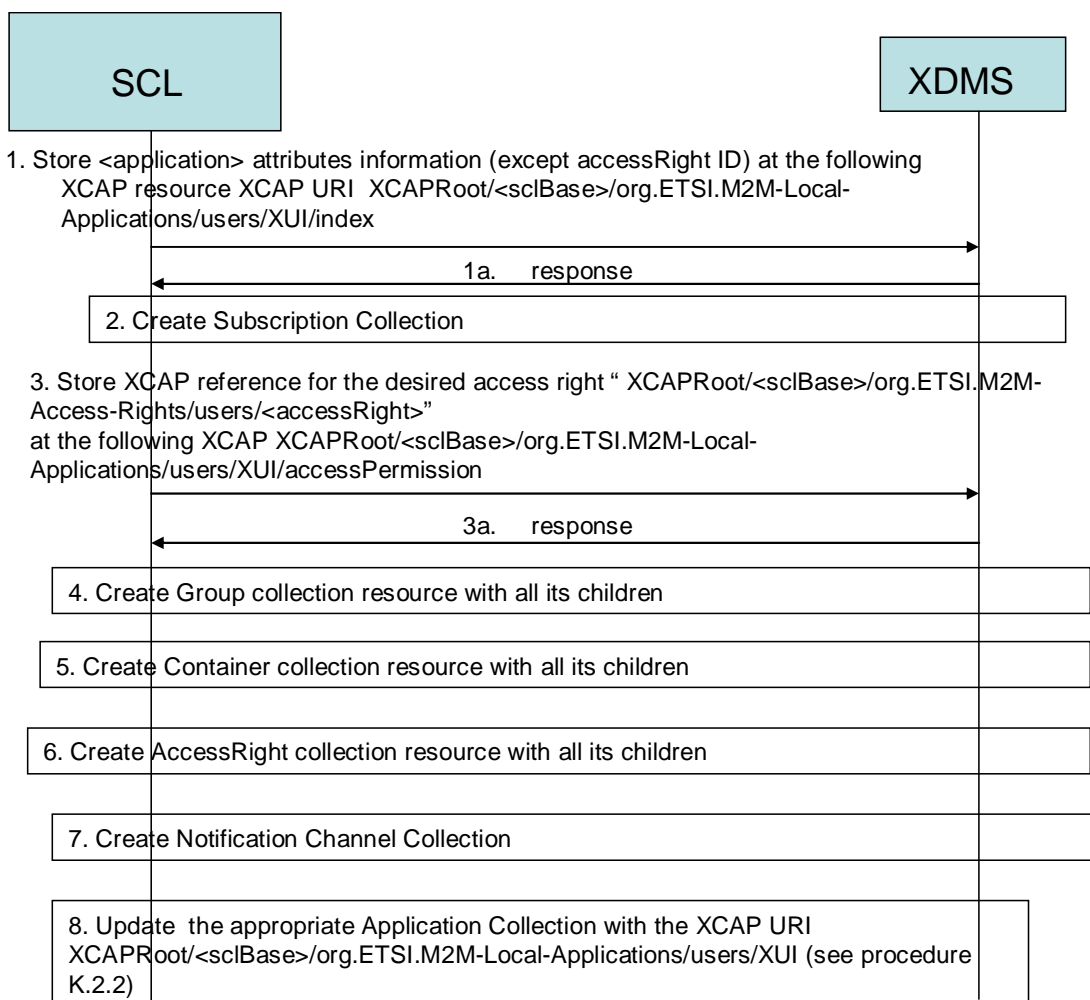 SCL
XDMS
1. Store <application> attributes information (except accessRight ID) at the following
XCAP resource XCAP URI XCAPRoot/<sclBase>/org.ETSI.M2M-Local-
Applications/users/XUI/index
1a. response
2. Create Subscription Collection
3. Store XCAP reference for the desired access right “ XCAPRoot/<sclBase>/org.ETSI.M2M-
Access-Rights/users/<accessRight>”
at the following XCAP XCAPRoot/<sclBase>/org.ETSI.M2M-Local-
Applications/users/XUI/accessPermission
3a. response
4. Create Group collection resource with all its children
5. Create Container collection resource with all its children
6. Create AccessRight collection resource with all its children
7. Create Notification Channel Collection
8. Update the appropriate Application Collection with the XCAP URI
XCAPRoot/<sclBase>/org.ETSI.M2M-Local-Applications/users/XUI (see procedure
K.2.2)